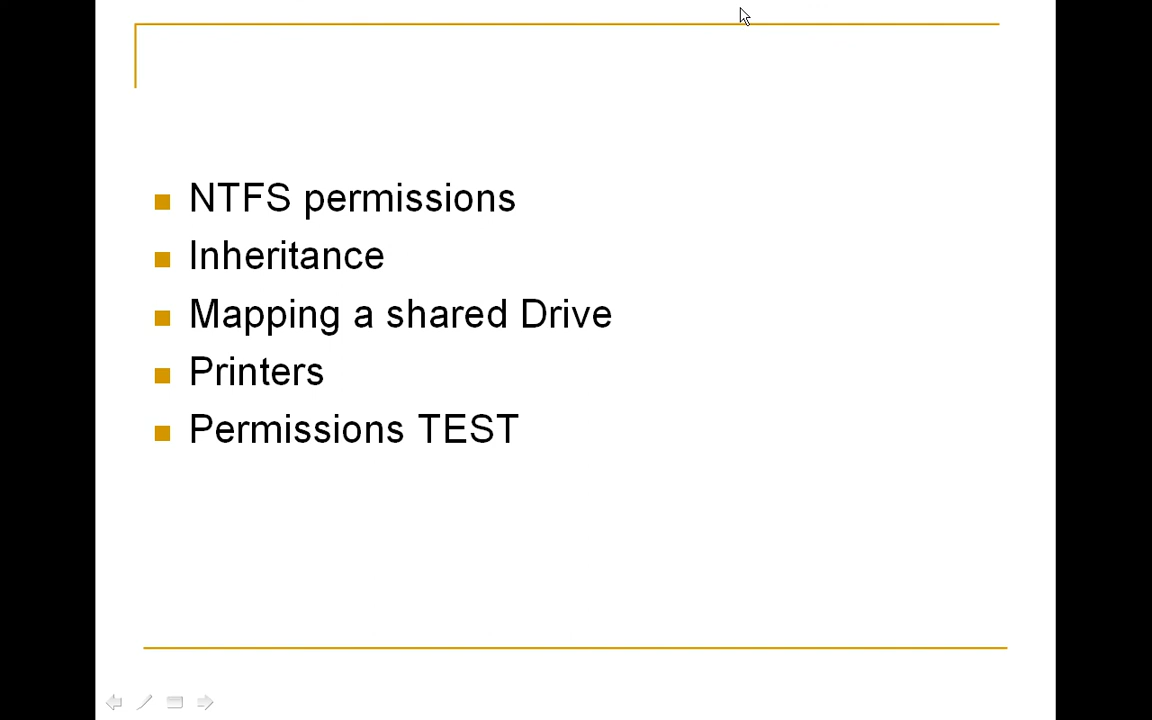 NTFS permissions
Inheritance
Mapping a shared Drive
Printers
Permissions TEST